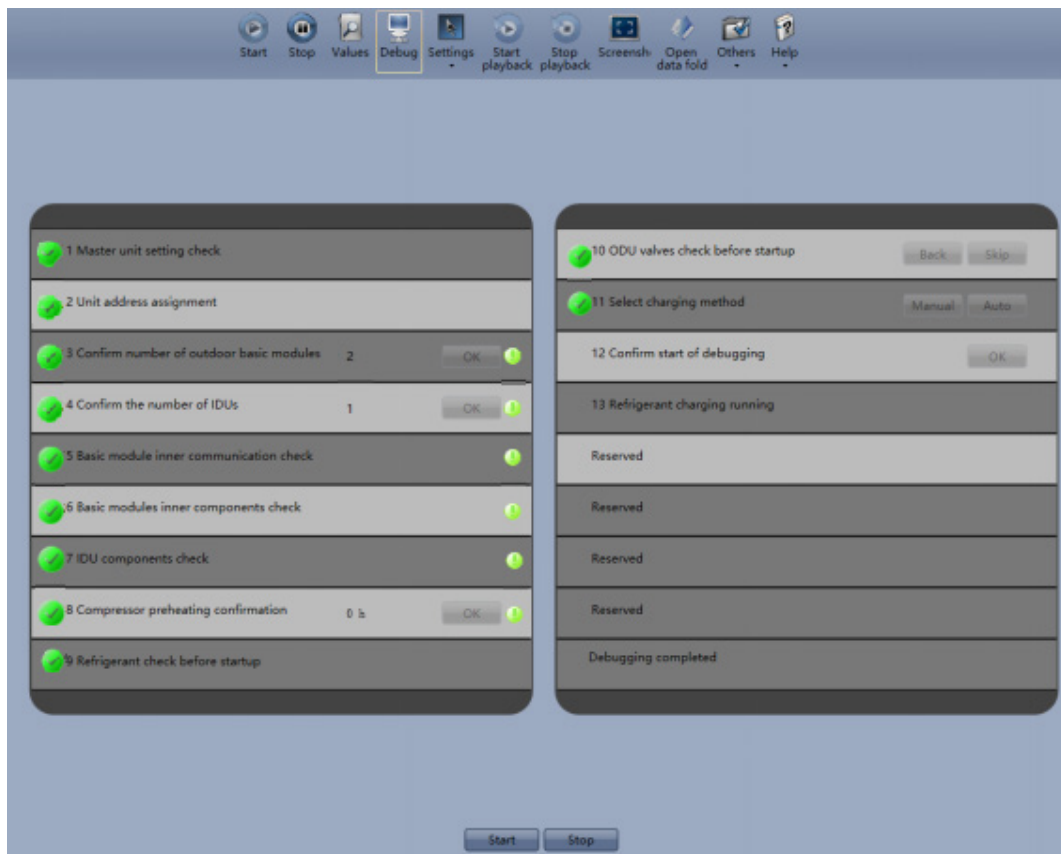 Start
Stop
Values
Debug
Settings
Start playback
Stop playback
Screensh
Open data fold
Others
Help
1 Master unit setting check
2 Unit address assignment
3 Confirm number of outdoor basic modules 2 OK
4 Confirm the number of IDUs 1 OK
5 Basic module inner communication check
6 Basic modules inner components check
7 IDU components check
8 Compressor preheating confirmation 0 h OK
9 Refrigerant check before startup
10 ODU valves check before startup Back Skip
11 Select charging method Manual Auto
12 Confirm start of debugging OK
13 Refrigerant charging running
Reserved
Reserved
Reserved
Reserved
Debugging completed
Start Stop